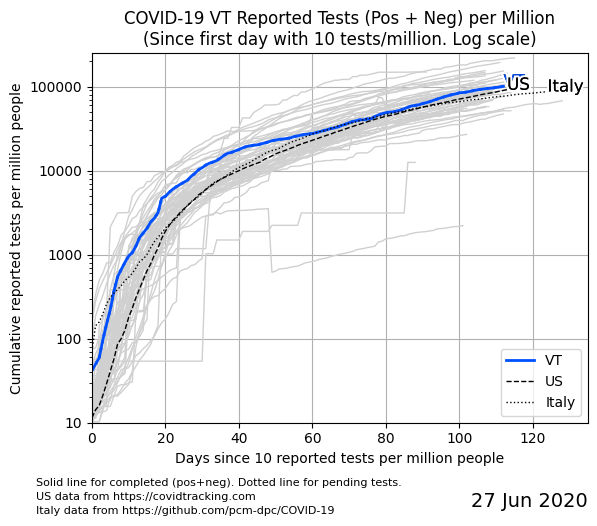 COVID-19 VT Reported Tests (Pos + Neg) per Million
(Since first day with 10 tests/million. Log scale)
Cumulative reported tests per million people
100000
10000
1000
100
10
VT
US
Italy
VT
US
Italy
0
20
40
60
80
100
120
Days since 10 reported tests per million people
Solid line for completed (pos+neg). Dotted line for pending tests.
US data from https://covidtracking.com
Italy data from https://github.com/pcm-dpc/COVID-19
27 Jun 2020